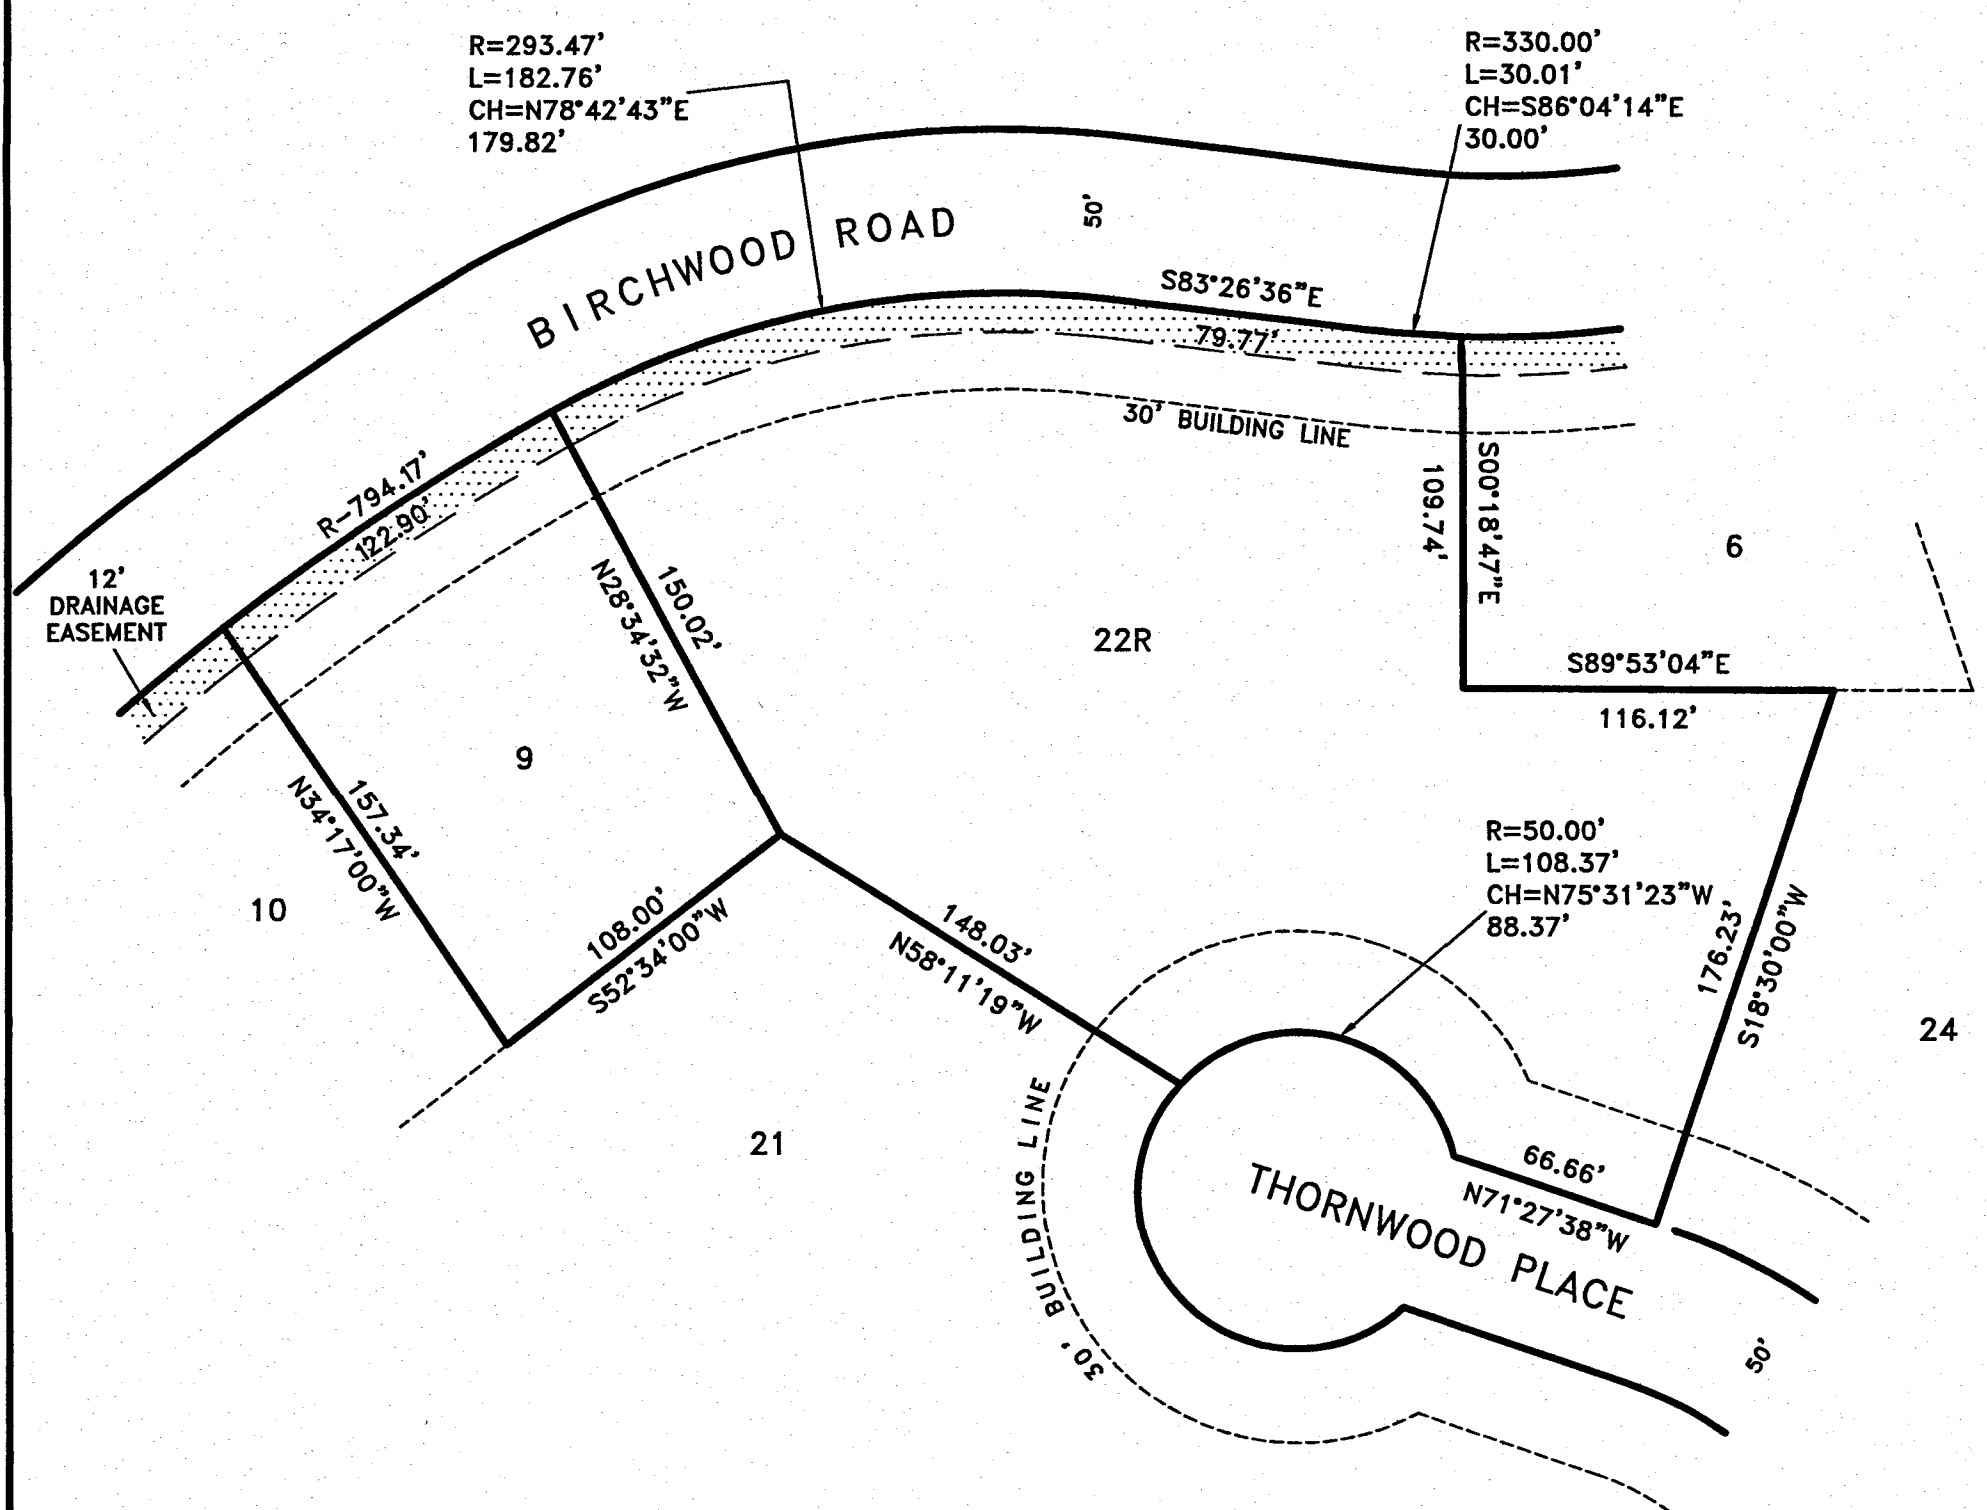 R=293.47'
L=182.76'
CH=N78°42'43"E
179.82'
R=330.00'
L=30.01'
CH=S86°04'14"E
30.00'
BIRCHWOOD ROAD
50'
S83°26'36"E
79.77'
30' BUILDING LINE
R-794.17'
122.90'
12'
DRAINAGE
EASEMENT
150.02'
N28°34'32"W
109.74'
S00°18'47"E
6
22R
S89°53'04"E
116.12'
9
157.34'
N34°17'00"W
10
108.00'
S52°34'00"W
148.03'
N58°11'19"W
R=50.00'
L=108.37'
CH=N75°31'23"W
88.37'
176.23'
S18°30'00"W
24
21
30' BUILDING LINE
66.66'
N71°27'38"W
THORNWOOD PLACE
50'